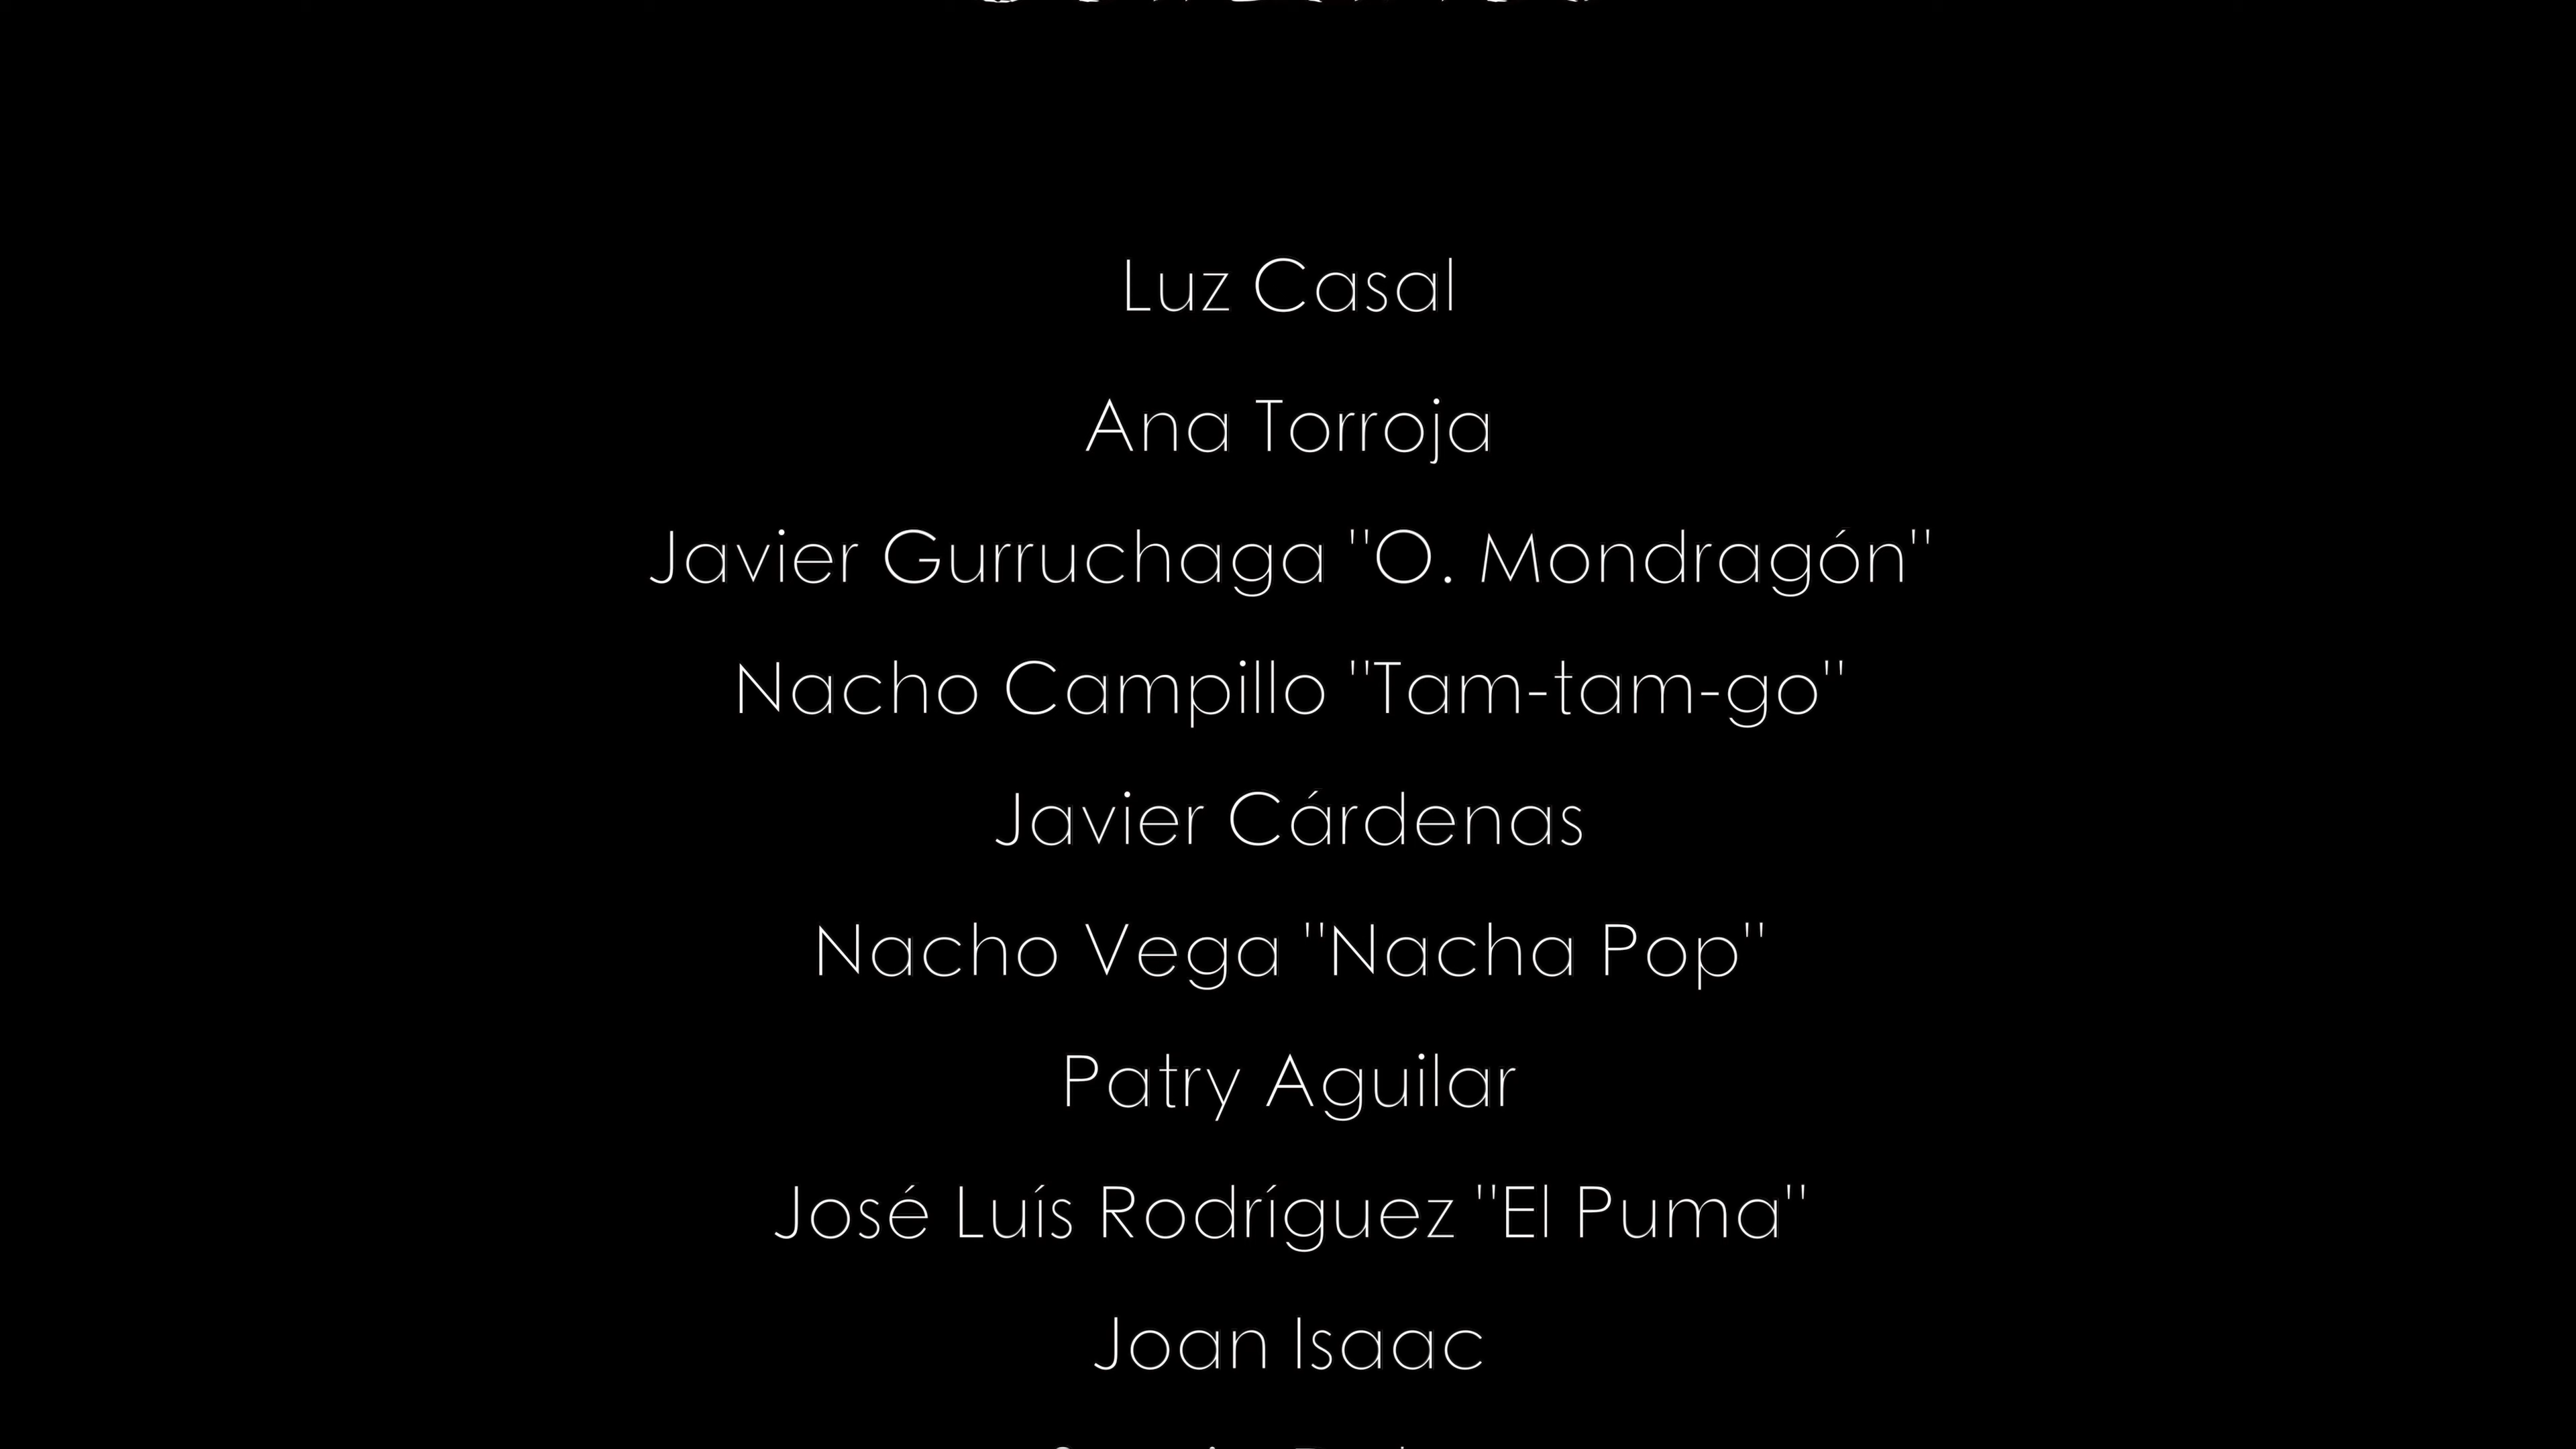 Luz Casal
Ana Torroja
Javier Gurruchaga "O. Mondragón"
Nacho Campillo "Tam-tam-go"
Javier Cárdenas
Nacho Vega "Nacha Pop"
Patry Aguilar
José Luís Rodríguez "El Puma"
Joan Isaac